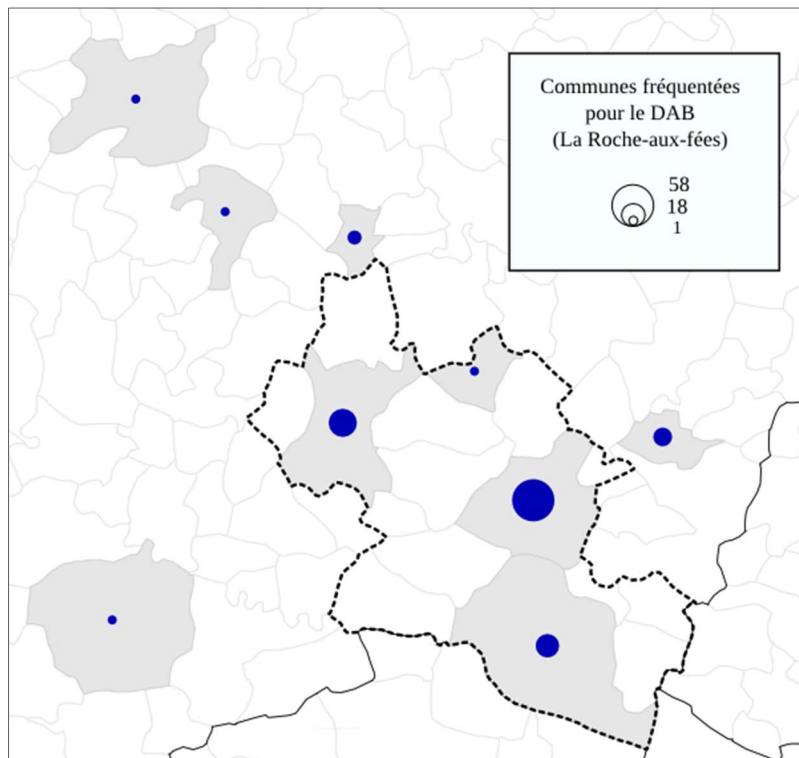 Communes fréquentées
pour le DAB
(La Roche-aux-fées)
58
18
1